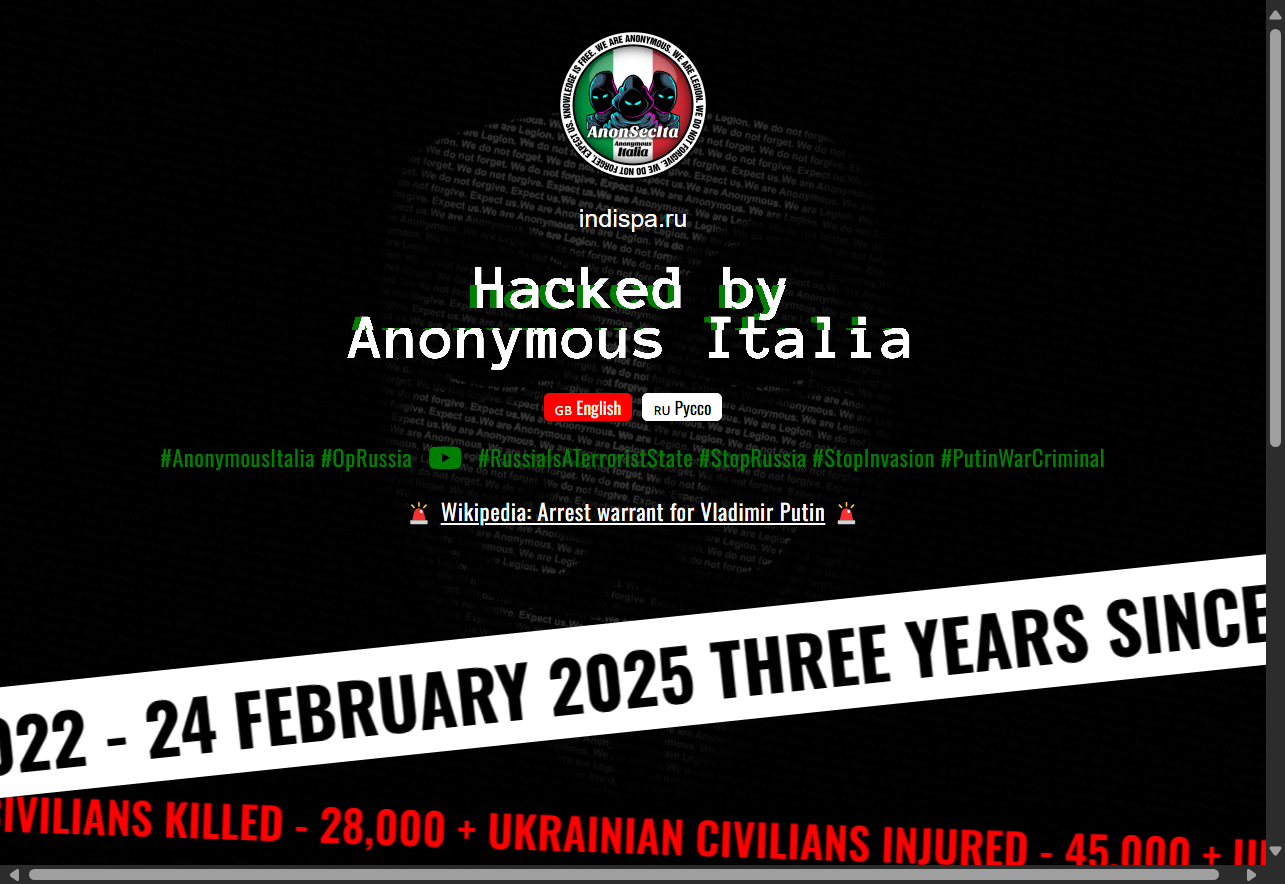 KNOWLEDGE IS FREE. WE ARE ANONYMOUS. WE ARE LEGION. WE DO NOT FORGIVE. WE DO NOT FORGET. EXPECT US.
AnonSecIta
Anonymous
Italia
indispa.ru
Hacked by
Anonymous Italia
GB English
RU Русso
#AnonymousItalia #OpRussia #RussiaIsATerroristState #StopRussia #StopInvasion #PutinWarCriminal
Wikipedia: Arrest warrant for Vladimir Putin
022 - 24 FEBRUARY 2025 THREE YEARS SINCE
CIVILIANS KILLED - 28,000 + UKRAINIAN CIVILIANS INJURED - 45,000 +